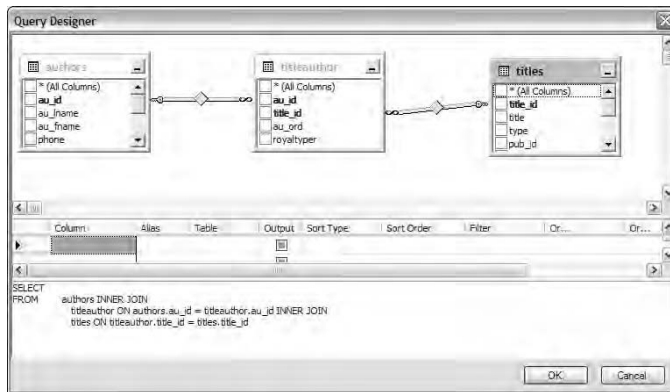 Query Designer
authors
* (All Columns)
au_id
au_lname
au_fname
phone
titleauthor
* (All Columns)
au_id
title_id
au_ord
royaltyper
titles
* (All Columns)
title_id
title
type
pub_id
Column Alias Table Output Sort Type Sort Order Filter Or... Or...
SELECT
FROM authors INNER JOIN
titleauthor ON authors.au_id = titleauthor.au_id INNER JOIN
titles ON titleauthor.title_id = titles.title_id
OK Cancel